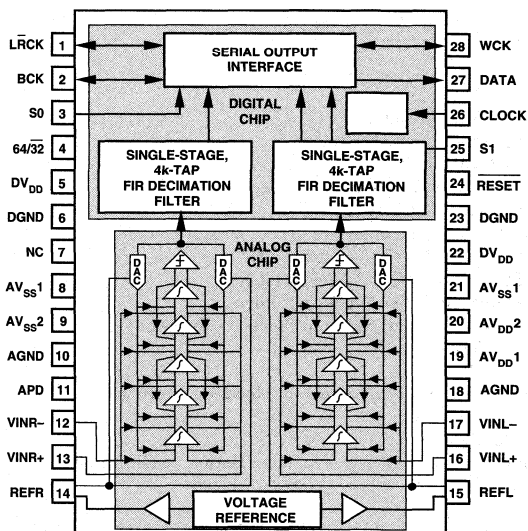 LR̅CK 1
BCK 2
S0 3
64/3̅2̅ 4
DVDD 5
DGND 6
NC 7
AVSS1 8
AVSS2 9
AGND 10
APD 11
VINR– 12
VINR+ 13
REFR 14
SERIAL OUTPUT
INTERFACE
DIGITAL
CHIP
SINGLE-STAGE,
4k-TAP
FIR DECIMATION
FILTER
SINGLE-STAGE,
4k-TAP
FIR DECIMATION
FILTER
ANALOG
CHIP
DAC
DAC
DAC
DAC
VOLTAGE
REFERENCE
28 WCK
27 DATA
26 CLOCK
25 S1
24 R̅E̅S̅E̅T̅
23 DGND
22 DVDD
21 AVSS1
20 AVDD2
19 AVDD1
18 AGND
17 VINL–
16 VINL+
15 REFL